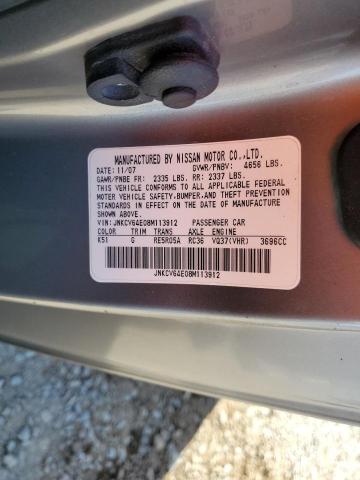 MANUFACTURED BY NISSAN MOTOR CO.,LTD.
DATE: 11/07 GVWR/PNBV: 4656 LBS.
GAWR/PNBE FR: 2335 LBS. RR: 2337 LBS.
THIS VEHICLE CONFORMS TO ALL APPLICABLE FEDERAL
MOTOR VEHICLE SAFETY,BUMPER,AND THEFT PREVENTION
STANDARDS IN EFFECT ON THE DATE OF MANUFACTURE
SHOWN ABOVE.
VIN: JNKCV64E08M113912 PASSENGER CAR
COLOR TRIM TRANS AXLE ENGINE
K51 G RE5R05A RC36 VQ37(VHR) 3696CC
JNKCV64E08M113912